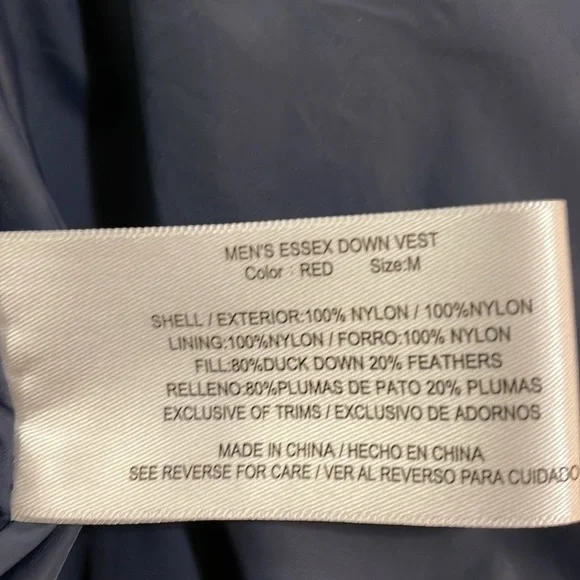 MEN'S ESSEX DOWN VEST
Color : RED Size:M
SHELL / EXTERIOR:100% NYLON / 100%NYLON
LINING:100%NYLON / FORRO:100% NYLON
FILL:80%DUCK DOWN 20% FEATHERS
RELLENO:80%PLUMAS DE PATO 20% PLUMAS
EXCLUSIVE OF TRIMS / EXCLUSIVO DE ADORNOS
MADE IN CHINA / HECHO EN CHINA
SEE REVERSE FOR CARE / VER AL REVERSO PARA CUIDADO